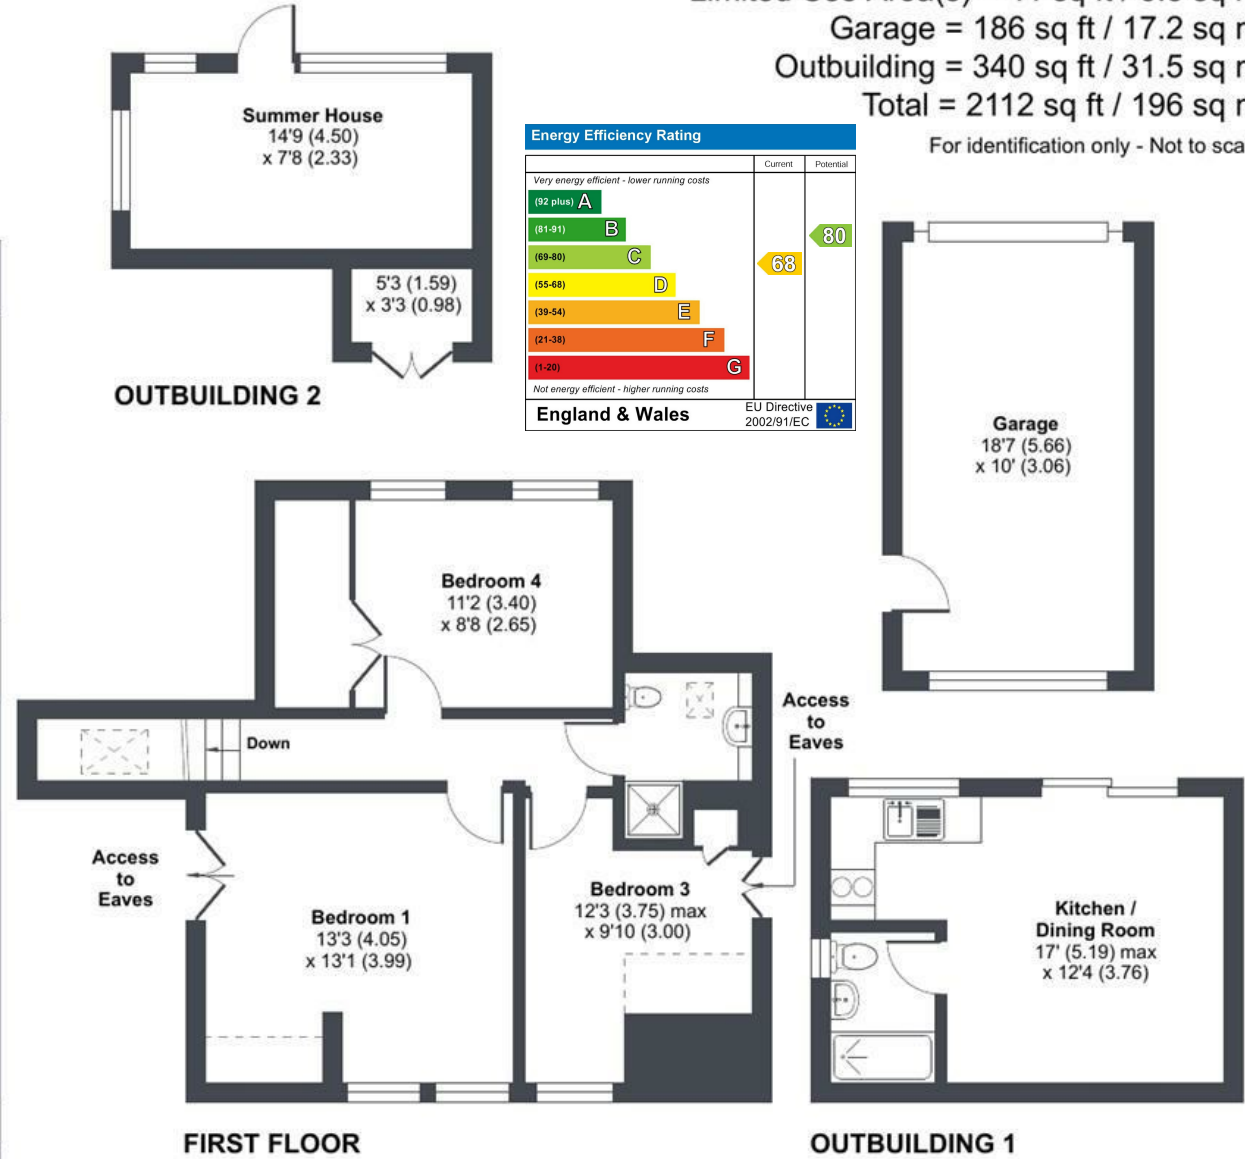 Garage = 186 sq ft / 17.2 sq
Outbuilding = 340 sq ft / 31.5 sq
Total = 2112 sq ft / 196 sq
For identification only - Not to
Summer House
14'9 (4.50)
x 7'8 (2.33)
5'3 (1.59)
x 3'3 (0.98)
OUTBUILDING 2
Energy Efficiency Rating
Current Potential
Very energy efficient - lower running costs
(92 plus) A
(81-91) B
(69-80) C
(55-68) D
(39-54) E
(21-38) F
(1-20) G
68
80
Not energy efficient - higher running costs
England & Wales
EU Directive
2002/91/EC
Garage
18'7 (5.66)
x 10' (3.06)
Bedroom 4
11'2 (3.40)
x 8'8 (2.65)
Down
Access
to
Eaves
Access
to
Eaves
Bedroom 1
13'3 (4.05)
x 13'1 (3.99)
Bedroom 3
12'3 (3.75) max
x 9'10 (3.00)
Kitchen /
Dining Room
17' (5.19) max
x 12'4 (3.76)
FIRST FLOOR
OUTBUILDING 1